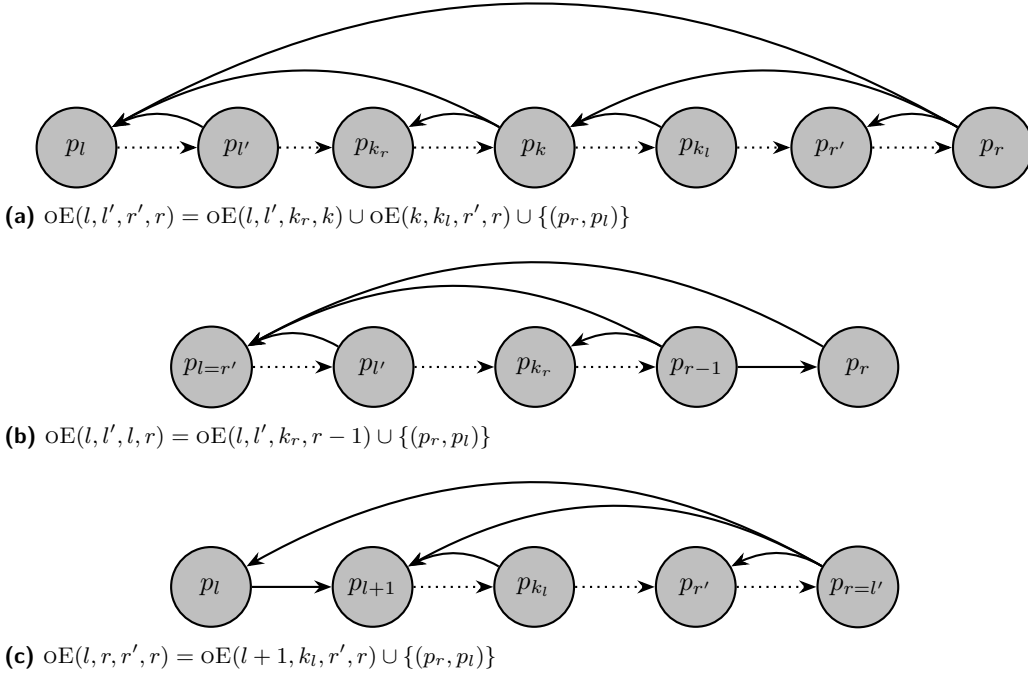 p_l p_{l'} p_{k_r} p_k p_{k_l} p_{r'} p_r
(a) oE(l, l′, r′, r) = oE(l, l′, k_r, k) ∪ oE(k, k_l, r′, r) ∪ {(p_r, p_l)}
p_{l=r'} p_{l'} p_{k_r} p_{r−1} p_r
(b) oE(l, l′, l, r) = oE(l, l′, k_r, r − 1) ∪ {(p_r, p_l)}
p_l p_{l+1} p_{k_l} p_{r'} p_{r=l'}
(c) oE(l, r, r′, r) = oE(l + 1, k_l, r′, r) ∪ {(p_r, p_l)}